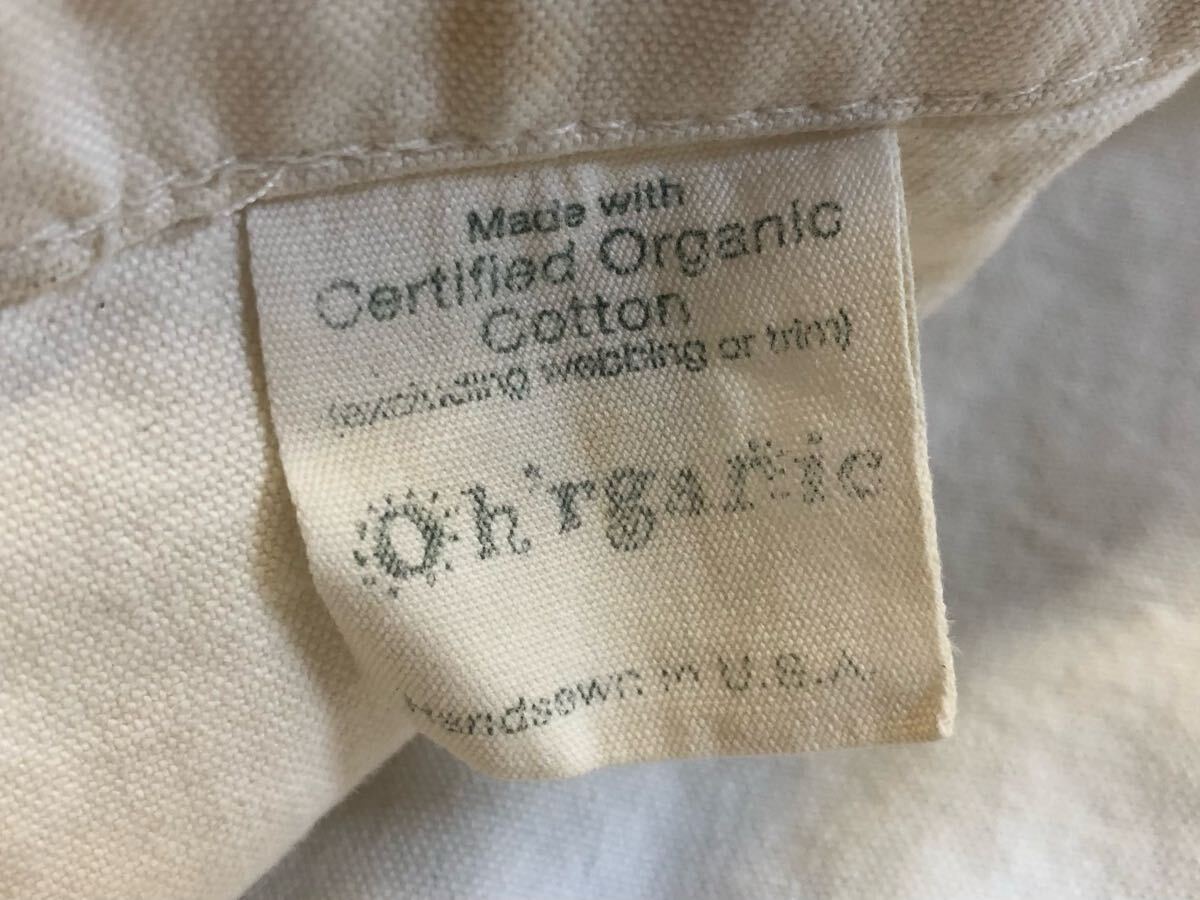 Made with
Certified Organic
Cotton
(excluding webbing or trim)
Oh'rganic
Handsewn in U.S.A.